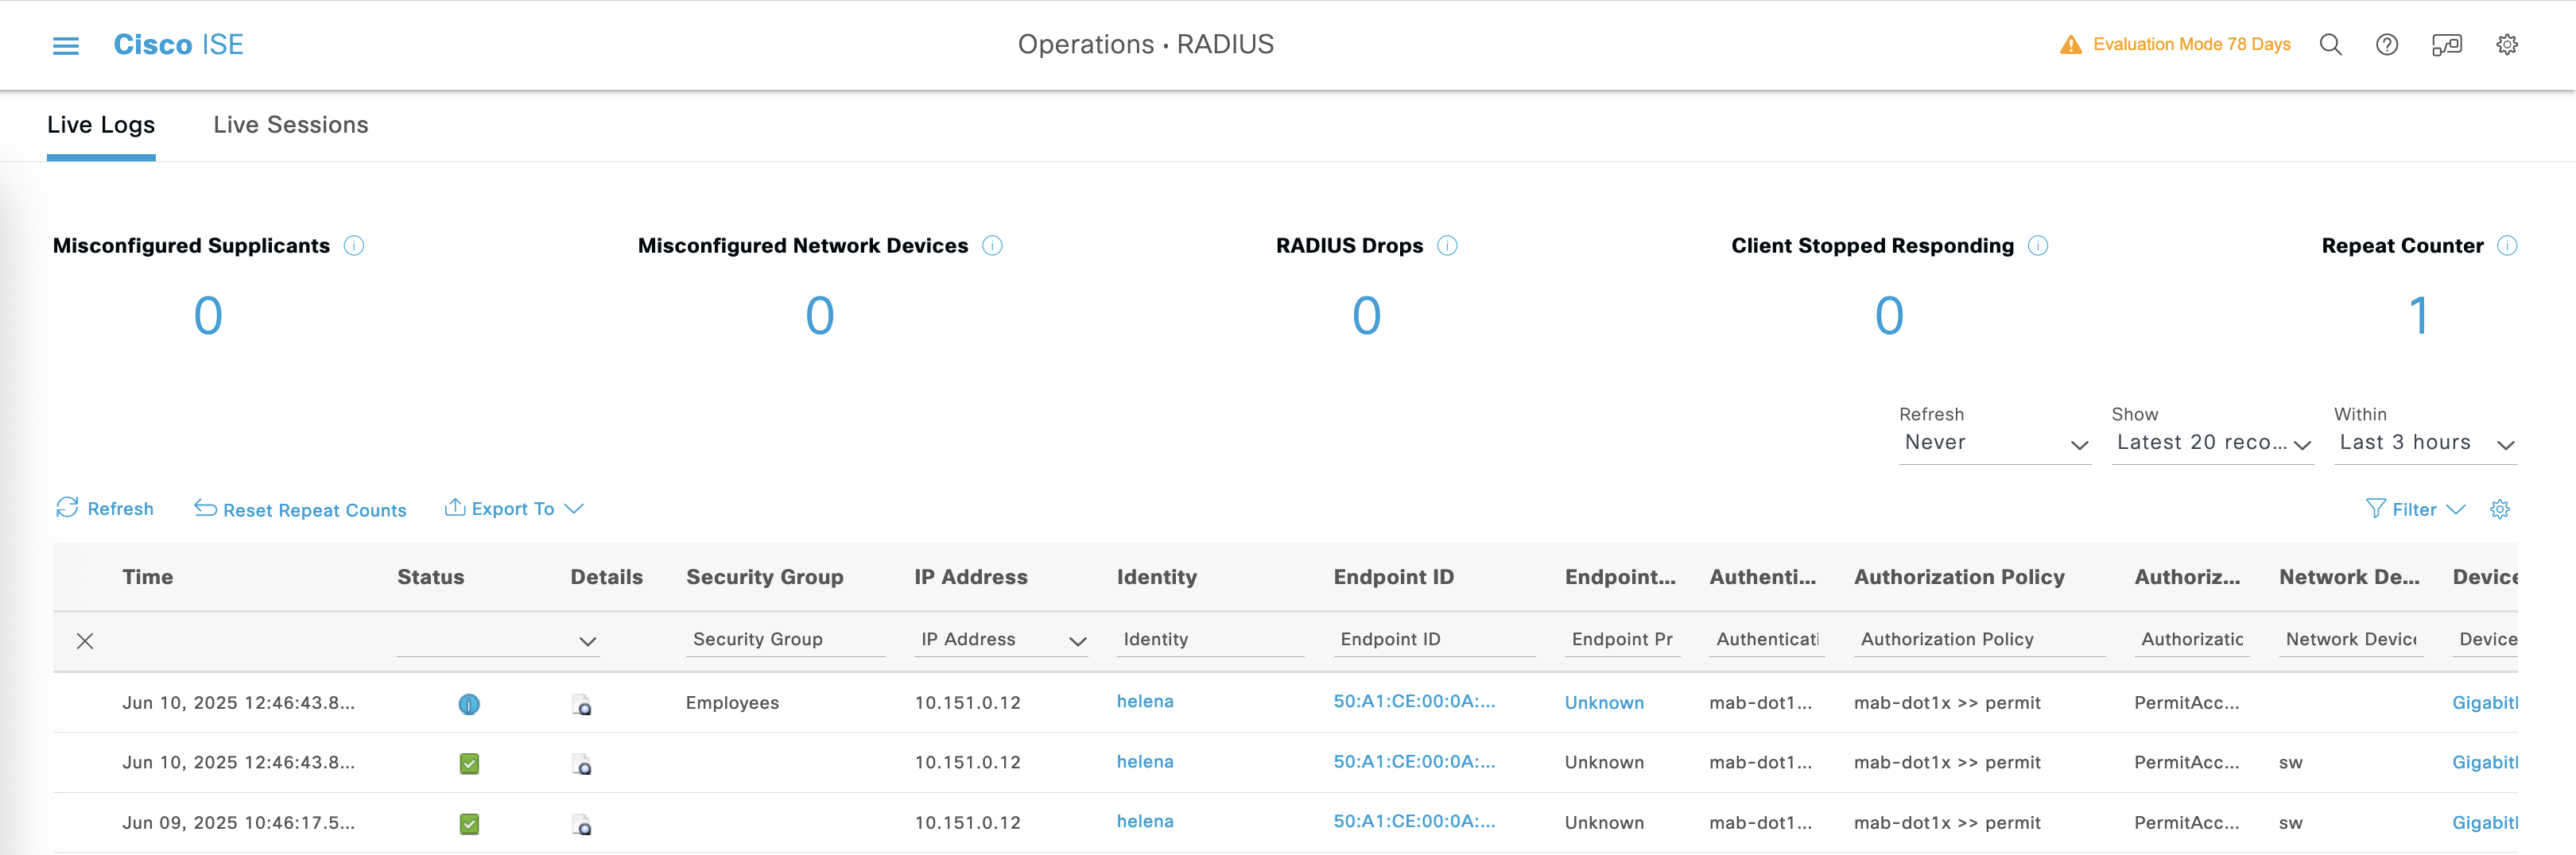 Cisco ISE
Operations · RADIUS
Evaluation Mode 78 Days
Live Logs
Live Sessions
Misconfigured Supplicants
Misconfigured Network Devices
RADIUS Drops
Client Stopped Responding
Repeat Counter
0
0
0
0
1
Refresh
Show
Within
Never
Latest 20 reco...
Last 3 hours
Refresh
Reset Repeat Counts
Export To
Filter
Time Status Details Security Group IP Address Identity Endpoint ID Endpoint... Authenti... Authorization Policy Authoriz... Network De... Device
Security Group IP Address Identity Endpoint ID Endpoint Pr Authenticati Authorization Policy Authorizatic Network Device Device
Jun 10, 2025 12:46:43.8... Employees 10.151.0.12 helena 50:A1:CE:00:0A:... Unknown mab-dot1... mab-dot1x >> permit PermitAcc... Gigabitl
Jun 10, 2025 12:46:43.8... 10.151.0.12 helena 50:A1:CE:00:0A:... Unknown mab-dot1... mab-dot1x >> permit PermitAcc... sw Gigabitl
Jun 09, 2025 10:46:17.5... 10.151.0.12 helena 50:A1:CE:00:0A:... Unknown mab-dot1... mab-dot1x >> permit PermitAcc... sw Gigabitl